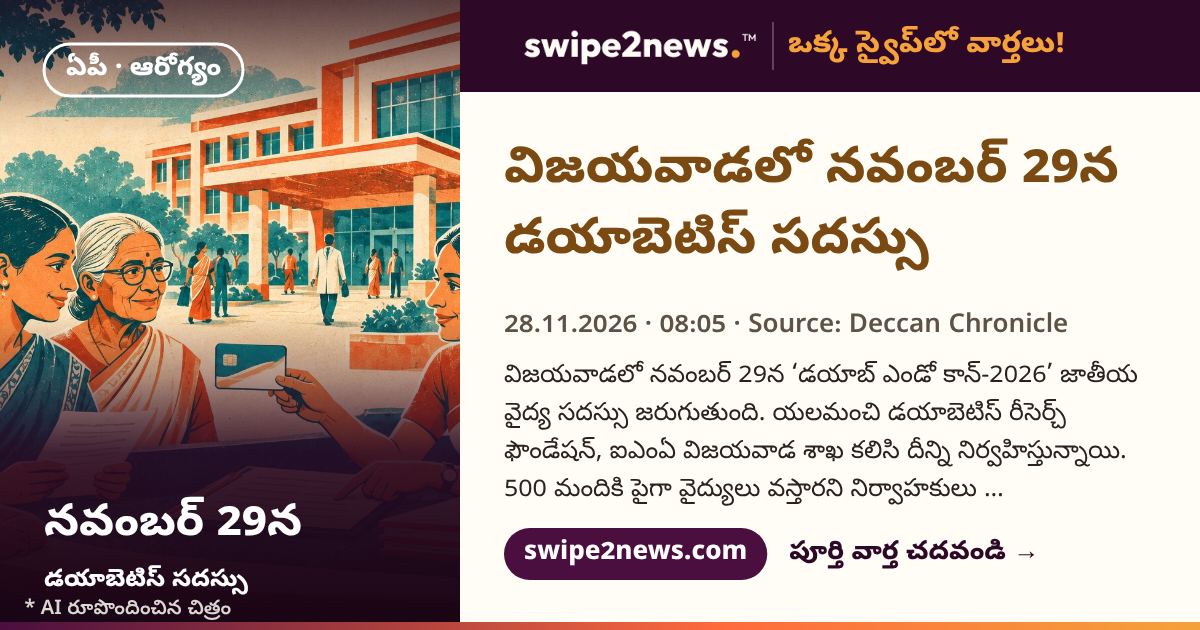 ఏపీ · ఆరోగ్యం
నవంబర్ 29న
డయాబెటిస్ సదస్సు
* AI రూపొందించిన చిత్రం
swipe2news.™ ఒక్క స్వైప్‌లో వార్తలు!
విజయవాడలో నవంబర్ 29న
డయాబెటిస్ సదస్సు
28.11.2026 · 08:05 · Source: Deccan Chronicle
విజయవాడలో నవంబర్ 29న ‘డయాబ్ ఎండో కాన్-2026’ జాతీయ
వైద్య సదస్సు జరుగుతుంది. యలమంచి డయాబెటిస్ రీసెర్చ్
ఫౌండేషన్, ఐఎంఏ విజయవాడ శాఖ కలిసి దీన్ని నిర్వహిస్తున్నాయి.
500 మందికి పైగా వైద్యులు వస్తారని నిర్వాహకులు ...
swipe2news.com పూర్తి వార్త చదవండి →